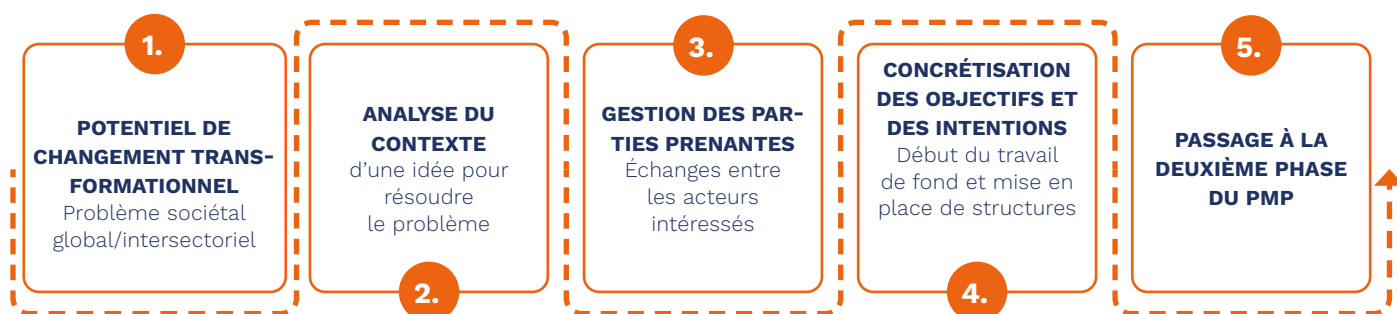 1.
POTENTIEL DE
CHANGEMENT TRANS-
FORMATIONNEL
Problème sociétal
global/intersectoriel
ANALYSE DU
CONTEXTE
d’une idée pour
résoudre
le problème
2.
3.
GESTION DES PAR-
TIES PRENANTES
Échanges entre
les acteurs
intéressés
CONCRÉTISATION
DES OBJECTIFS ET
DES INTENTIONS
Début du travail
de fond et mise en
place de structures
4.
5.
PASSAGE À LA
DEUXIÈME PHASE
DU PMP